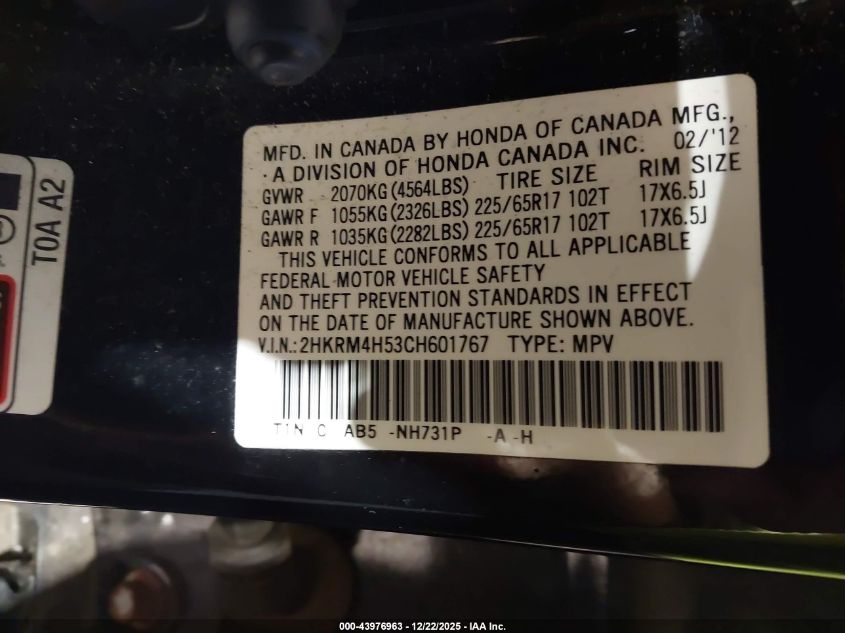 MFD. IN CANADA BY HONDA OF CANADA MFG.,
·A DIVISION OF HONDA CANADA INC. 02/'12
GVWR 2070KG(4564LBS) TIRE SIZE RIM SIZE
GAWR F 1055KG(2326LBS) 225/65R17 102T 17X6.5J
GAWR R 1035KG(2282LBS) 225/65R17 102T 17X6.5J
THIS VEHICLE CONFORMS TO ALL APPLICABLE
FEDERAL MOTOR VEHICLE SAFETY
AND THEFT PREVENTION STANDARDS IN EFFECT
ON THE DATE OF MANUFACTURE SHOWN ABOVE.
V.I.N.:2HKRM4H53CH601767 TYPE: MPV
T1N C AB5 -NH731P -A -H
T0A A2
000-43976963 - 12/22/2025 - IAA Inc.